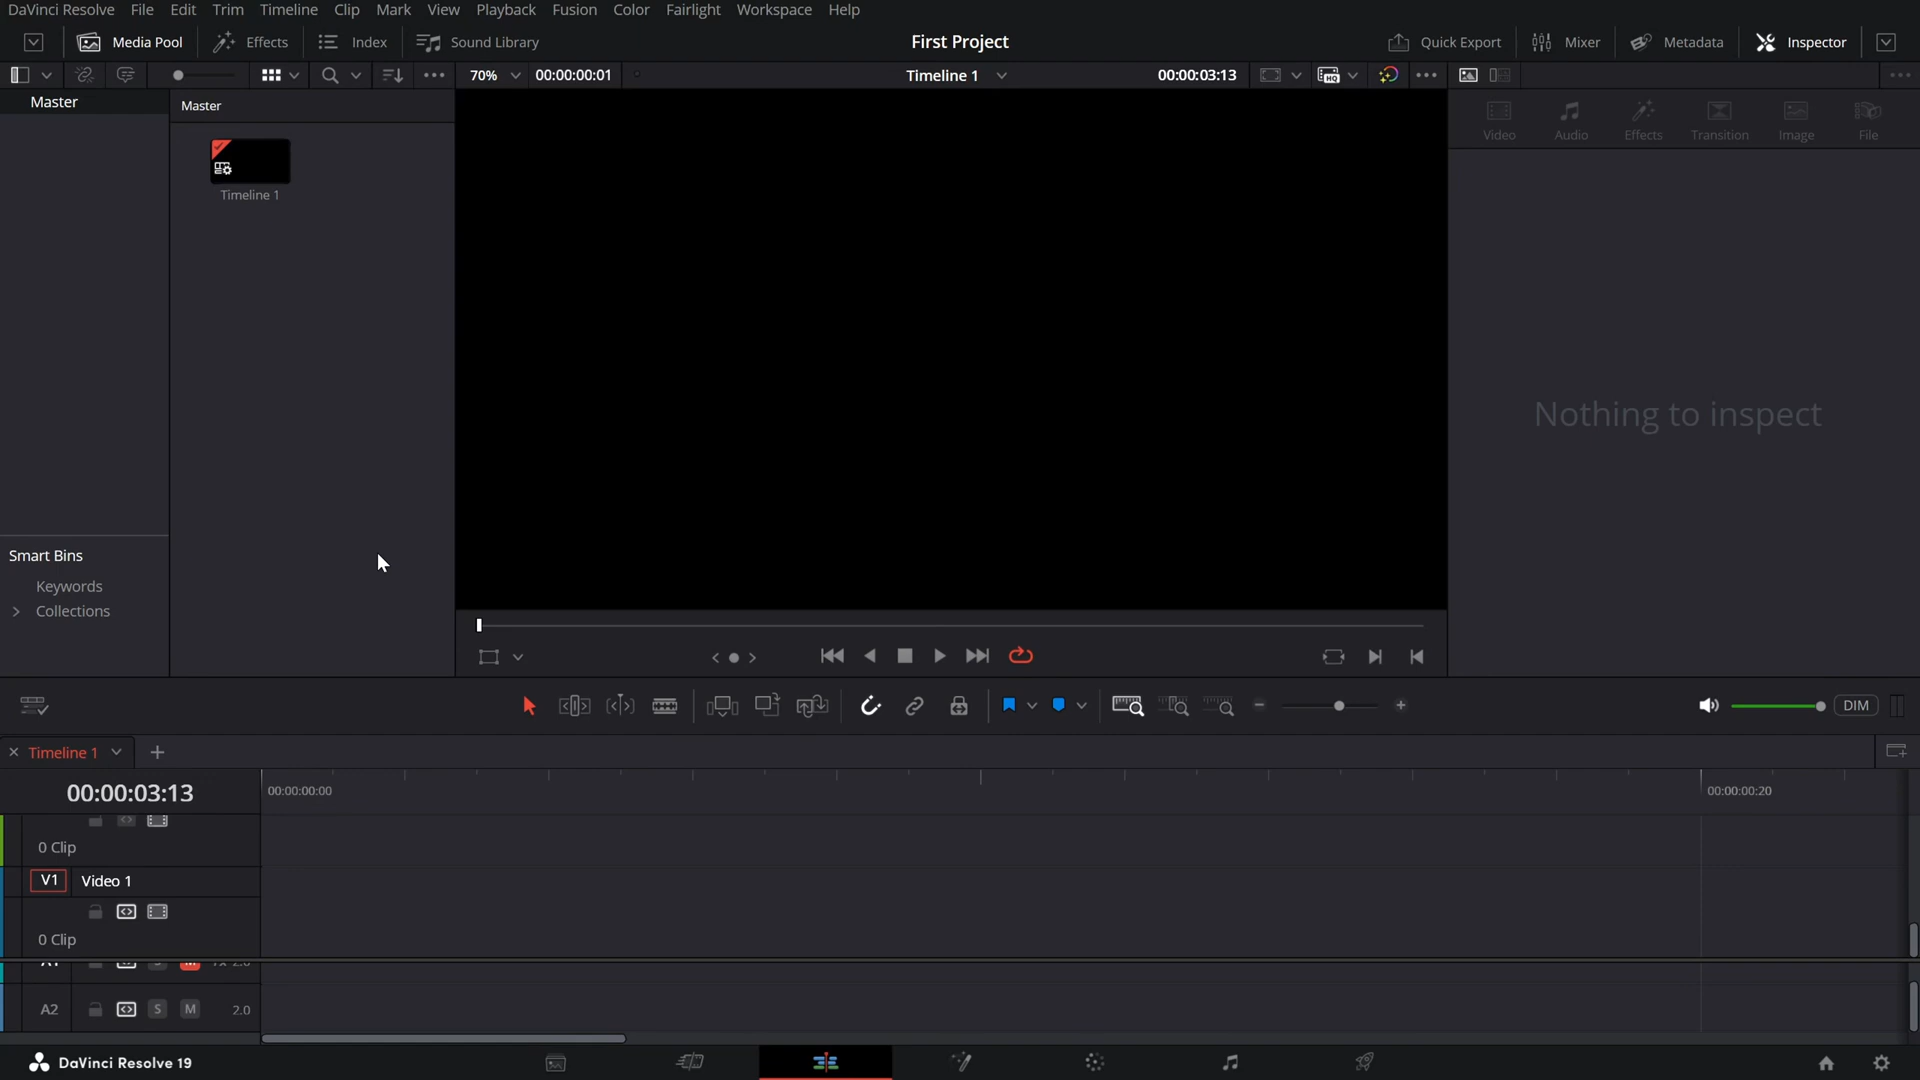 DaVinci Resolve File Edit Trim Timeline Clip Mark View Playback Fusion Color Fairlight Workspace Help
Media Pool Effects Index Sound Library First Project Quick Export Mixer Metadata Inspector
70% 00:00:00:01 Timeline 1 00:00:03:13 HQ
Master
Master
Video Audio Effects Transition Image File
Timeline 1
Nothing to inspect
Smart Bins
Keywords
Collections
DIM
Timeline 1
00:00:03:13
00:00:00:00 00:00:00:20
0 Clip
V1 Video 1
0 Clip
A2 S M 2.0
DaVinci Resolve 19